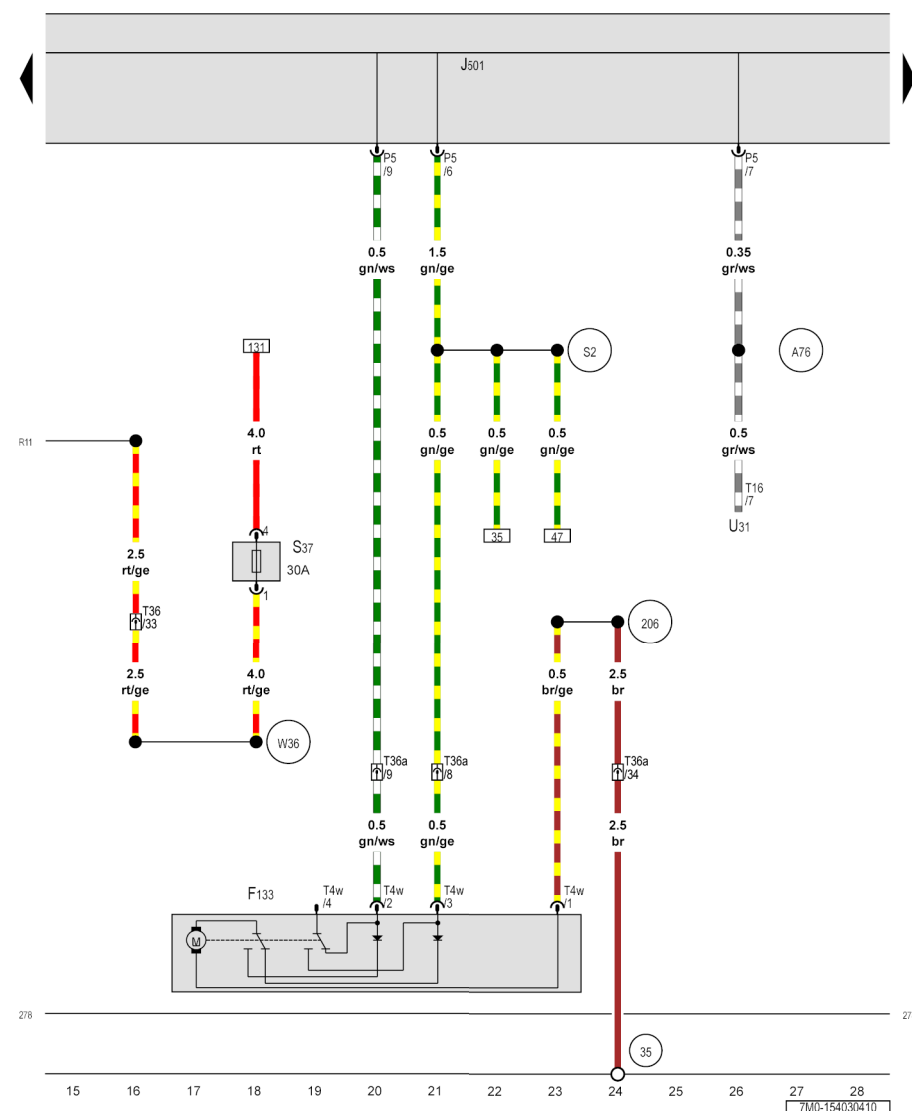 J501
P5
/9
P5
/6
P5
/7
0.5
gn/ws
1.5
gn/ge
0.35
gr/ws
131
S2
A76
R11
4.0
rt
0.5
gn/ge
0.5
gn/ge
0.5
gn/ge
0.5
gr/ws
T16
/7
U31
4
S37
30A
1
35
47
2.5
rt/ge
T36
/33
206
2.5
rt/ge
4.0
rt/ge
0.5
br/ge
2.5
br
W36
T36a
/9
T36a
/8
T36a
/34
0.5
gn/ws
0.5
gn/ge
2.5
br
F133
T4w
/4
T4w
/2
T4w
/3
T4w
/1
M
278
27
35
15 16 17 18 19 20 21 22 23 24 25 26 27 28
7M0-154030410